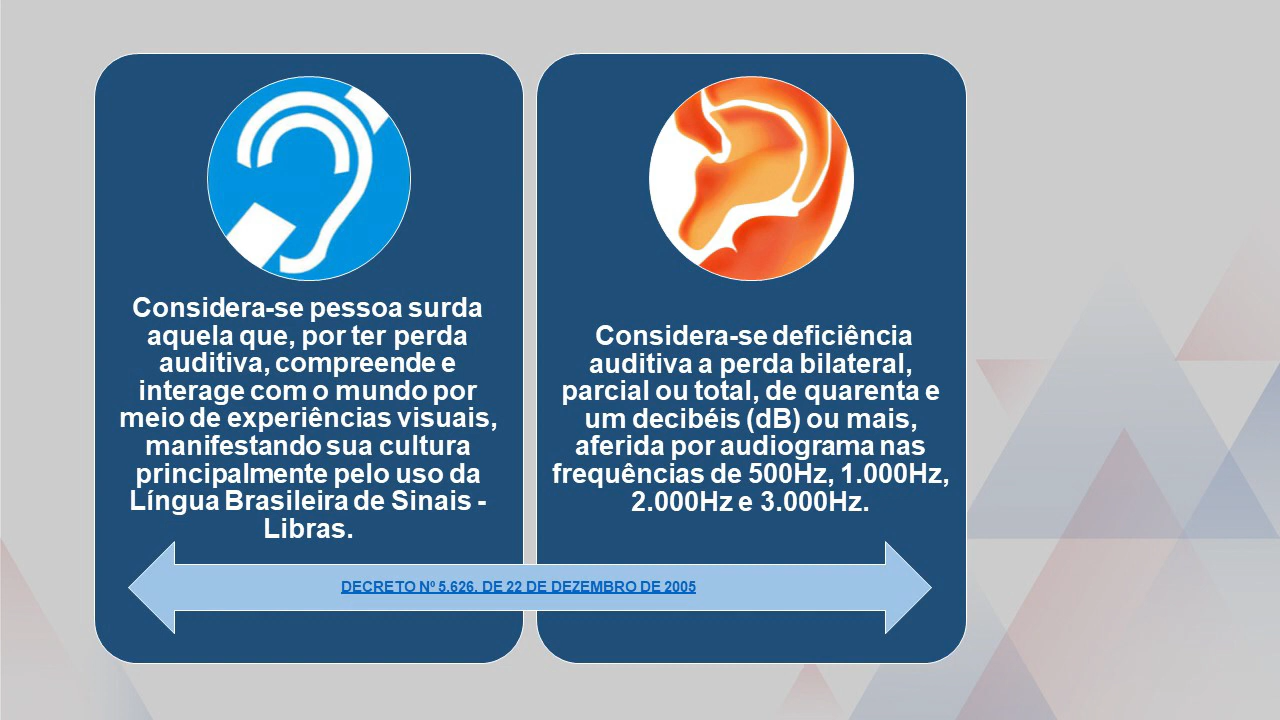 Considera-se pessoa surda
aquela que, por ter perda
auditiva, compreende e
interage com o mundo por
meio de experiências visuais,
manifestando sua cultura
principalmente pelo uso da
Língua Brasileira de Sinais -
Libras.
Considera-se deficiência
auditiva a perda bilateral,
parcial ou total, de quarenta e
um decibéis (dB) ou mais,
aferida por audiograma nas
frequências de 500Hz, 1.000Hz,
2.000Hz e 3.000Hz.
DECRETO Nº 5.626, DE 22 DE DEZEMBRO DE 2005